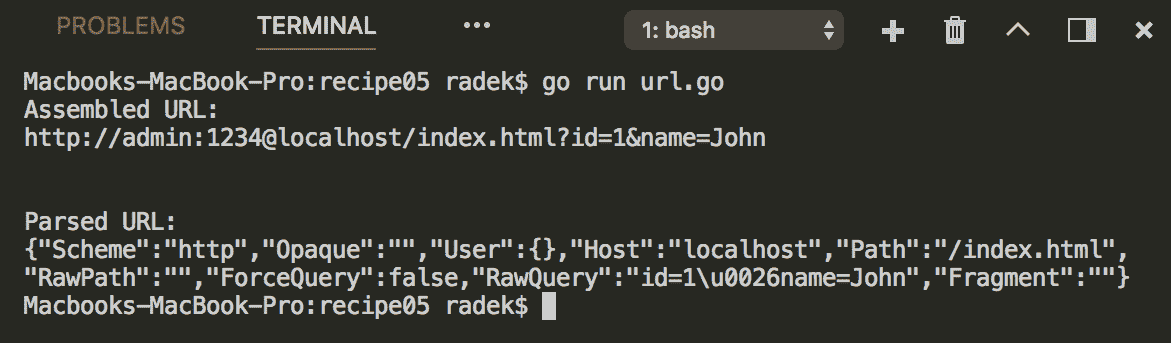 PROBLEMS TERMINAL ••• 1: bash
Macbooks-MacBook-Pro:recipe05 radek$ go run url.go
Assembled URL:
http://admin:1234@localhost/index.html?id=1&name=John
Parsed URL:
{"Scheme":"http","Opaque":"","User":{},"Host":"localhost","Path":"/index.html",
"RawPath":"","ForceQuery":false,"RawQuery":"id=1\u0026name=John","Fragment":""}
Macbooks-MacBook-Pro:recipe05 radek$